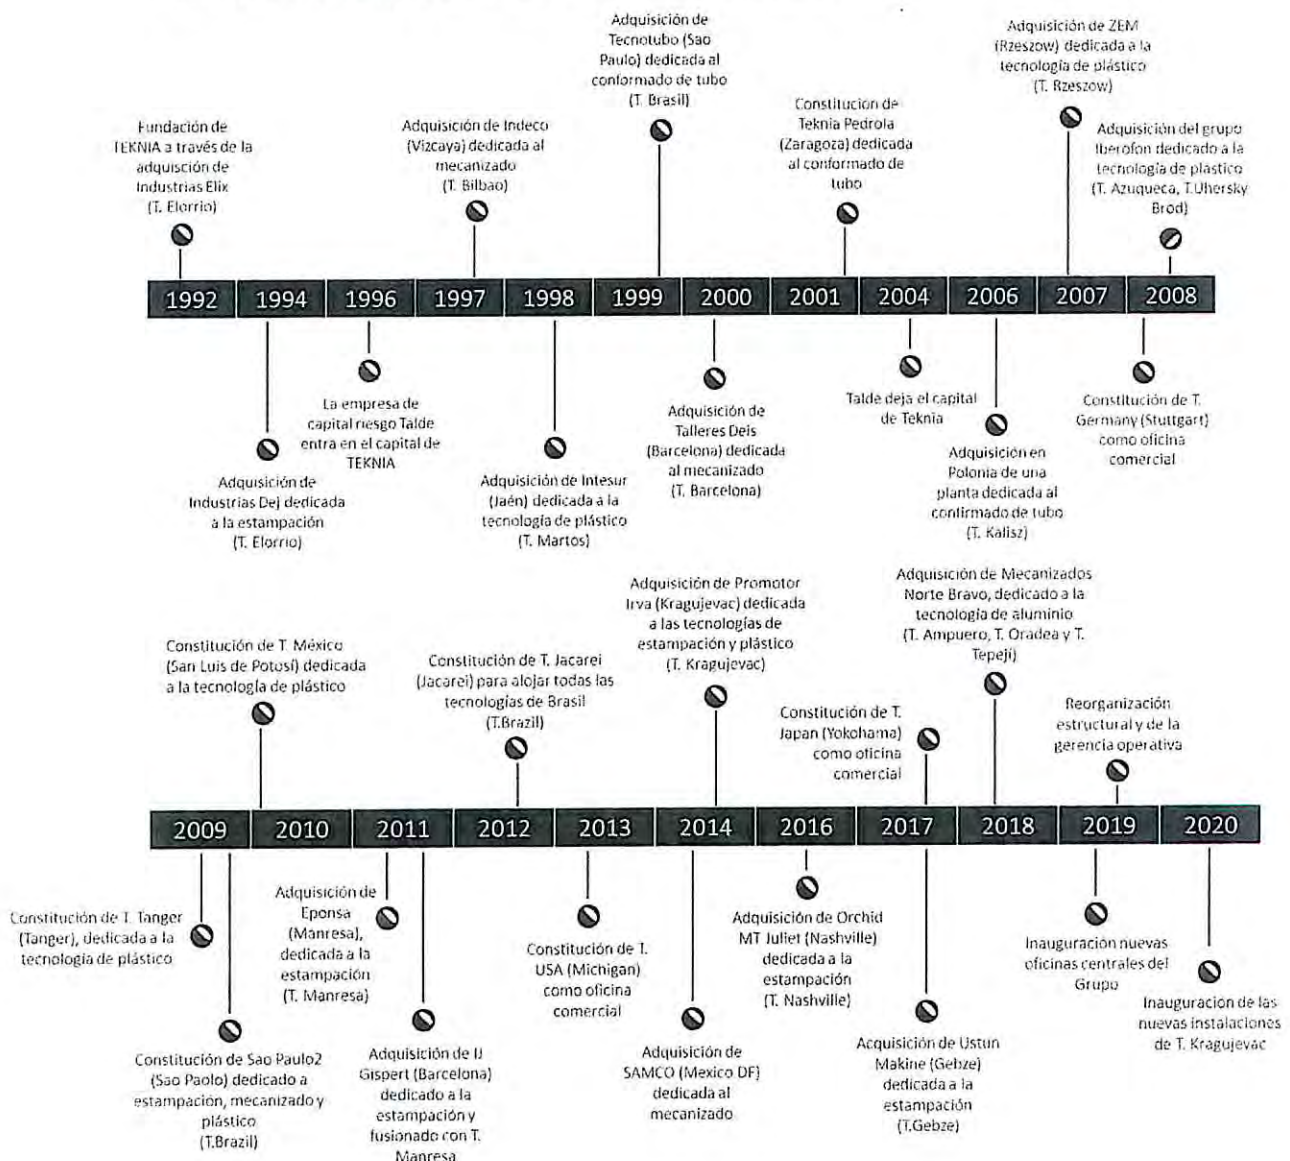 Fundación de
TEKNIA a través de la
adquisción de
Industrias Elix
(T. Elorrio)
Adquisición de Indeco
(Vizcaya) dedicada al
mecanizado
(T. Bilbao)
Adquisición de
Tecnotubo (Sao
Paulo) dedicada al
conformado de tubo
(T. Brasil)
Constitución de
Teknia Pedrola
(Zaragoza) dedicada
al conformado de
tubo
Adquisición de ZEM
(Rzeszow) dedicada a la
tecnología de plástico
(T. Rzeszow)
Adquisición del grupo
Iberofon dedicado a la
tecnología de plástico
(T. Azuqueca, T.Uhersky
Brod)
1992 1994 1996 1997 1998 1999 2000 2001 2004 2006 2007 2008
Adquisición de
Industrias Dej dedicada
a la estampación
(T. Elorrio)
La empresa de
capital riesgo Talde
entra en el capital de
TEKNIA
Adquisición de Intesur
(Jaén) dedicada a la
tecnología de plástico
(T. Martos)
Adquisición de
Talleres Deis
(Barcelona) dedicada
al mecanizado
(T. Barcelona)
Talde deja el capital
de Teknia
Adquisición en
Polonia de una
planta dedicada al
confirmado de tubo
(T. Kalisz)
Constitución de T.
Germany (Stuttgart)
como oficina
comercial
Constitución de T. México
(San Luis de Potosí) dedicada
a la tecnología de plástico
Constitución de T. Jacarei
(Jacarei) para alojar todas las
tecnologías de Brasil
(T.Brazil)
Adquisición de Promotor
Irva (Kragujevac) dedicada
a las tecnologías de
estampación y plástico
(T. Kragujevac)
Constitución de T.
Japan (Yokohama)
como oficina
comercial
Adquisición de Mecanizados
Norte Bravo, dedicado a la
tecnología de aluminio
(T. Ampuero, T. Oradea y T.
Tepeji)
Reorganización
estructural y de la
gerencia operativa
2009 2010 2011 2012 2013 2014 2016 2017 2018 2019 2020
Constitución de T. Tanger
(Tanger), dedicada a la
tecnología de plástico
Constitución de Sao Paulo2
(Sao Paolo) dedicado a
estampación, mecanizado y
plástico
(T.Brazil)
Adquisición de
Eponsa
(Manresa),
dedicada a la
estampación
(T. Manresa)
Adquisición de IJ
Gispert (Barcelona)
dedicado a la
estampación y
fusionado con T.
Manresa
Constitución de T.
USA (Michigan)
como oficina
comercial
Adquisición de
SAMCO (Mexico DF)
dedicada al
mecanizado
Adquisición de Orchid
MT Juliet (Nashville)
dedicada a la
estampación
(T. Nashville)
Acquisición de Ustun
Makine (Gebze)
dedicada a la
estampación
(T.Gebze)
Inauguración nuevas
oficinas centrales del
Grupo
Inauguración de las
nuevas instalaciones
de T. Kragujevac